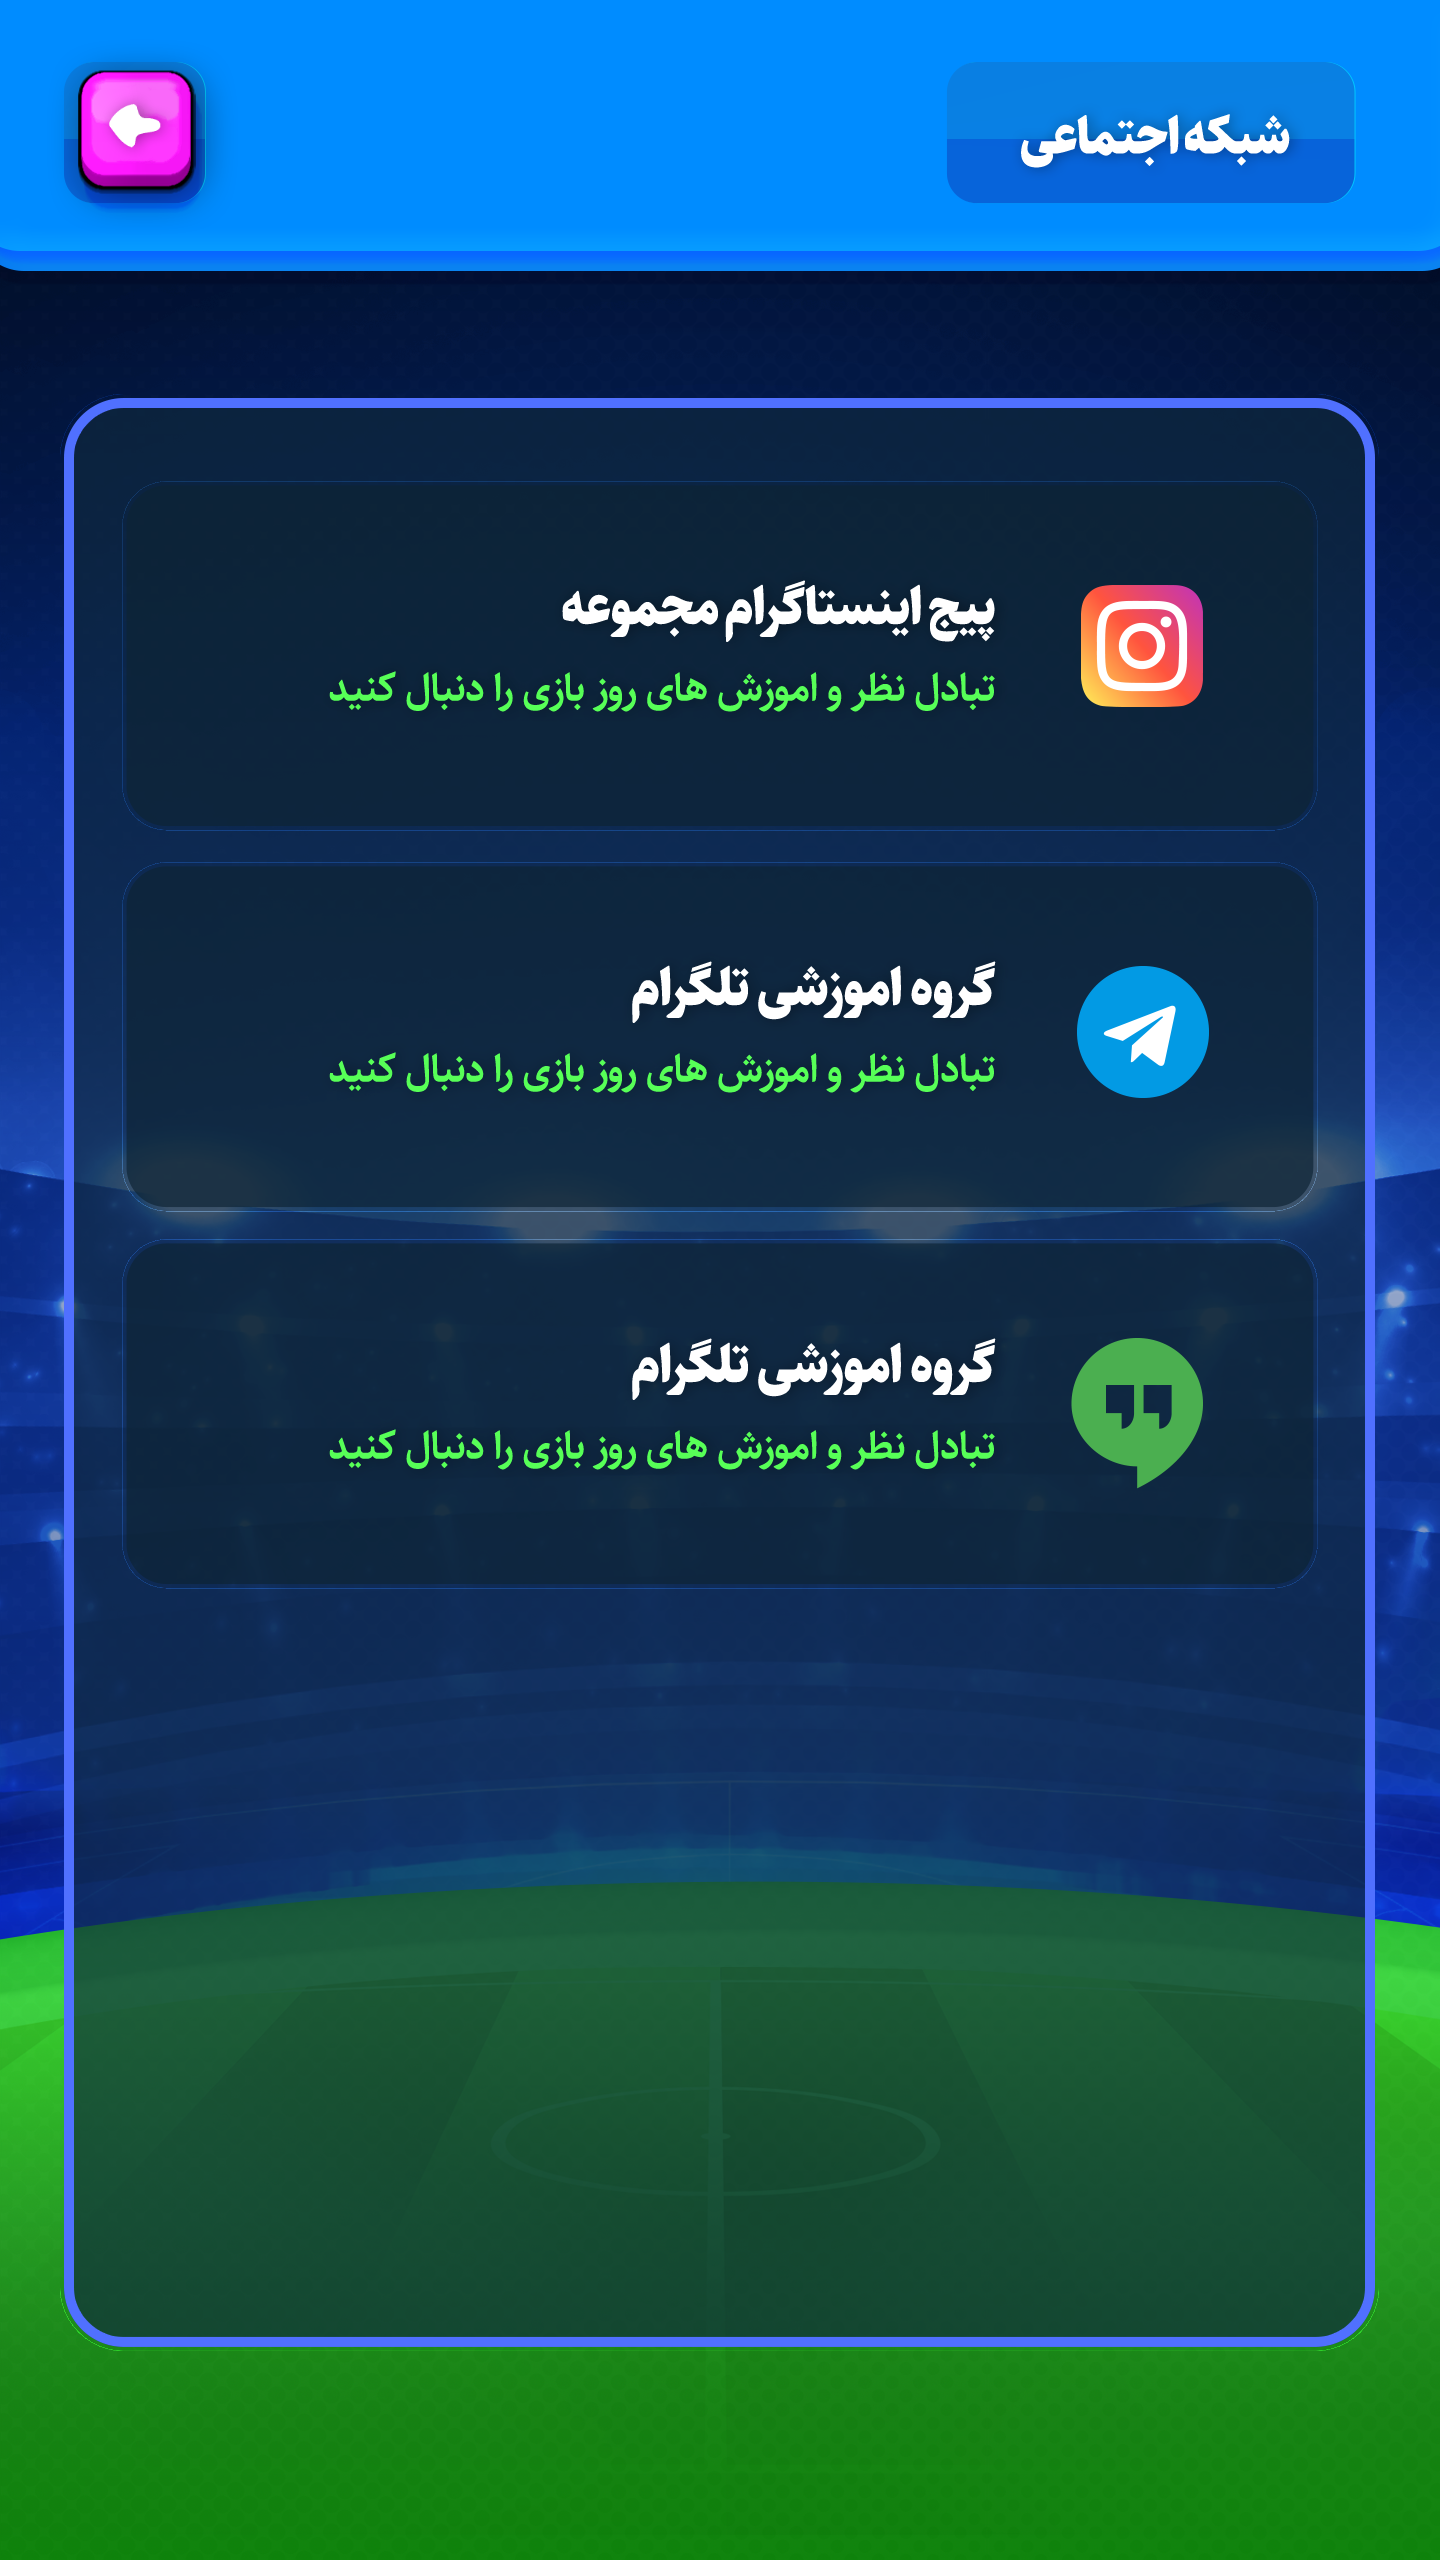 شبکه اجتماعی
پیج اینستاگرام مجموعه
تبادل نظر و اموزش های روز بازی را دنبال کنید
گروه اموزشی تلگرام
تبادل نظر و اموزش های روز بازی را دنبال کنید
گروه اموزشی تلگرام
تبادل نظر و اموزش های روز بازی را دنبال کنید